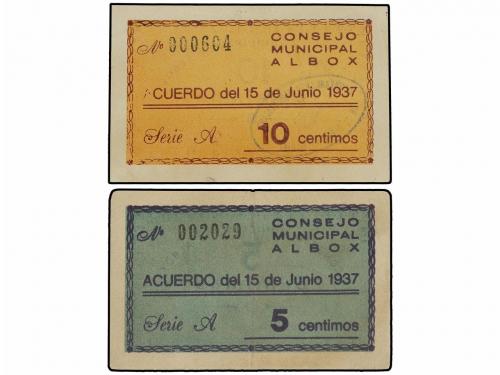 Nº 000604
CONSEJO
MUNICIPAL
ALBOX
CUERDO del 15 de Junio 1937
Serie A
10 centimos
Nº 002029
CONSEJO
MUNICIPAL
ALBOX
ACUERDO del 15 de Junio 1937
Serie A
5 centimos